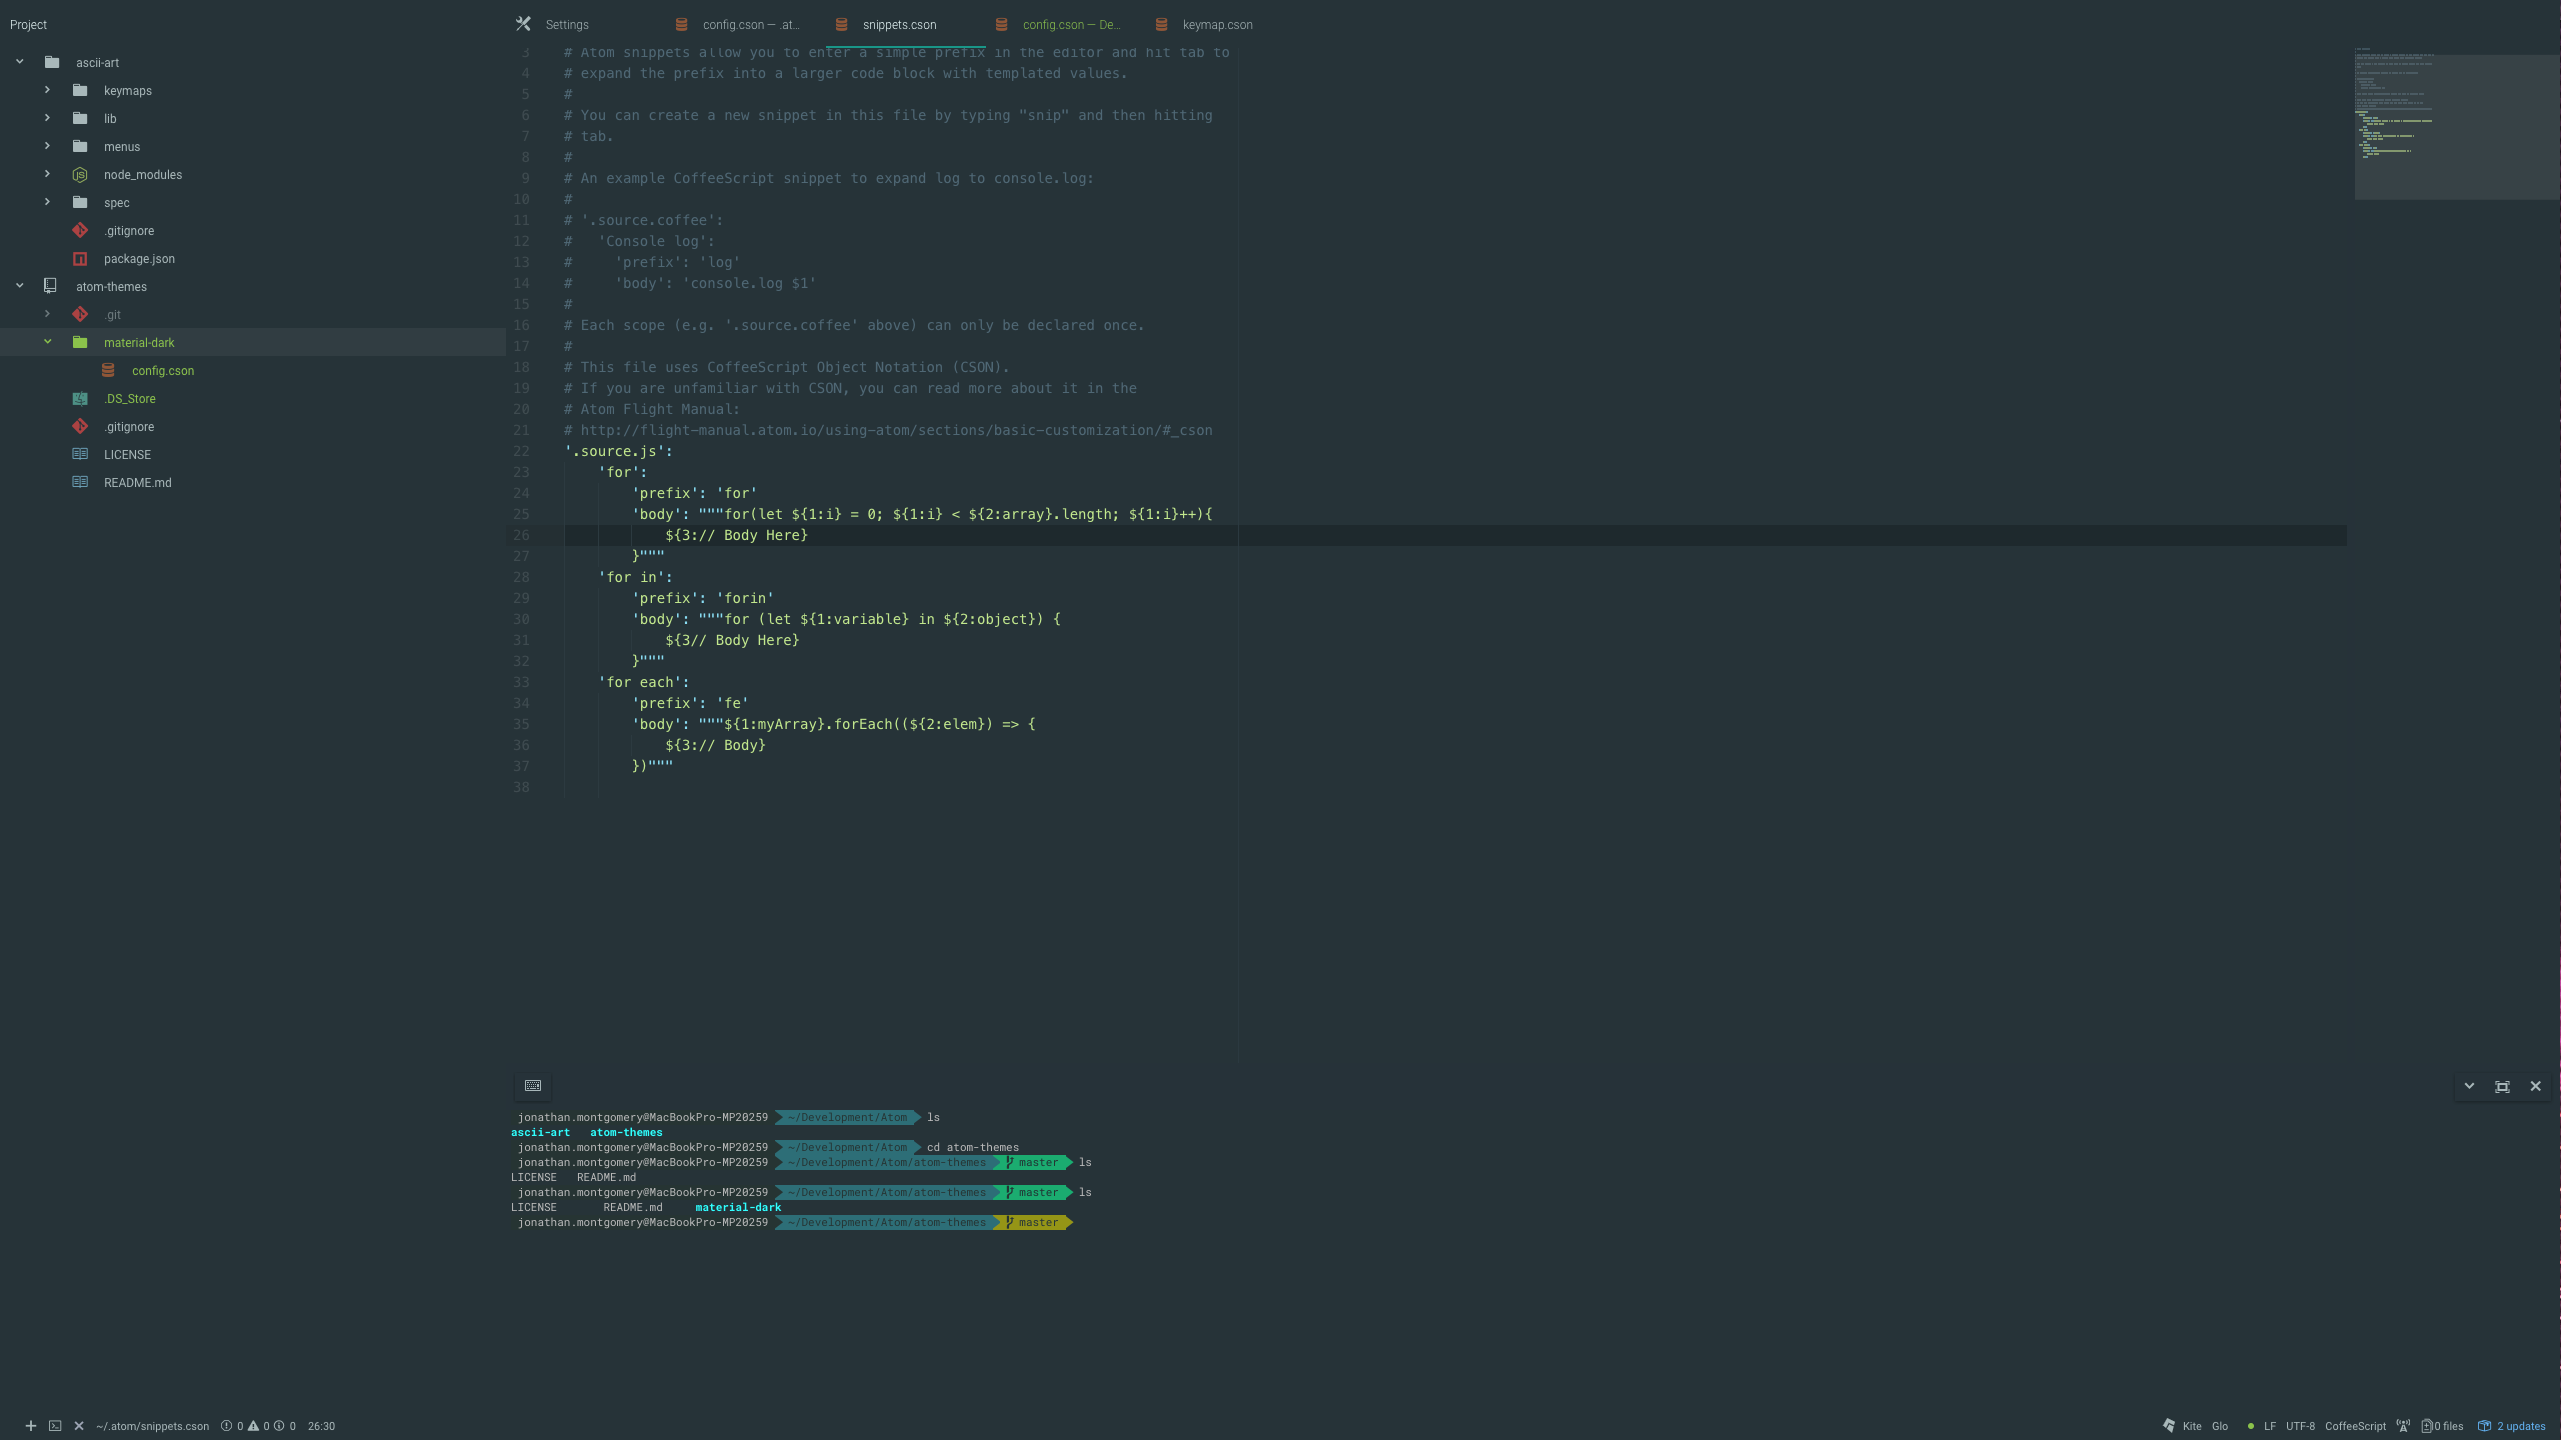 Project
ascii-art
keymaps
lib
menus
node_modules
spec
.gitignore
package.json
atom-themes
.git
material-dark
config.cson
.DS_Store
.gitignore
LICENSE
README.md
Settings
config.cson — .at...
snippets.cson
config.cson — De...
keymap.cson
3 # Atom snippets allow you to enter a simple prefix in the editor and hit tab to
4 # expand the prefix into a larger code block with templated values.
5 #
6 # You can create a new snippet in this file by typing "snip" and then hitting
7 # tab.
8 #
9 # An example CoffeeScript snippet to expand log to console.log:
10 #
11 # '.source.coffee':
12 #   'Console log':
13 #     'prefix': 'log'
14 #     'body': 'console.log $1'
15 #
16 # Each scope (e.g. '.source.coffee' above) can only be declared once.
17 #
18 # This file uses CoffeeScript Object Notation (CSON).
19 # If you are unfamiliar with CSON, you can read more about it in the
20 # Atom Flight Manual:
21 # http://flight-manual.atom.io/using-atom/sections/basic-customization/#_cson
22 '.source.js':
23     'for':
24         'prefix': 'for'
25         'body': """for(let ${1:i} = 0; ${1:i} < ${2:array}.length; ${1:i}++){
26             ${3:// Body Here}
27         }"""
28     'for in':
29         'prefix': 'forin'
30         'body': """for (let ${1:variable} in ${2:object}) {
31             ${3// Body Here}
32         }"""
33     'for each':
34         'prefix': 'fe'
35         'body': """${1:myArray}.forEach((${2:elem}) => {
36             ${3:// Body}
37         })"""
38
jonathan.montgomery@MacBookPro-MP20259 ~/Development/Atom ls
ascii-art   atom-themes
jonathan.montgomery@MacBookPro-MP20259 ~/Development/Atom cd atom-themes
jonathan.montgomery@MacBookPro-MP20259 ~/Development/Atom/atom-themes master ls
LICENSE   README.md
jonathan.montgomery@MacBookPro-MP20259 ~/Development/Atom/atom-themes master ls
LICENSE       README.md     material-dark
jonathan.montgomery@MacBookPro-MP20259 ~/Development/Atom/atom-themes master
~/.atom/snippets.cson 0 0 0 26:30
Kite Glo LF UTF-8 CoffeeScript 0 files 2 updates